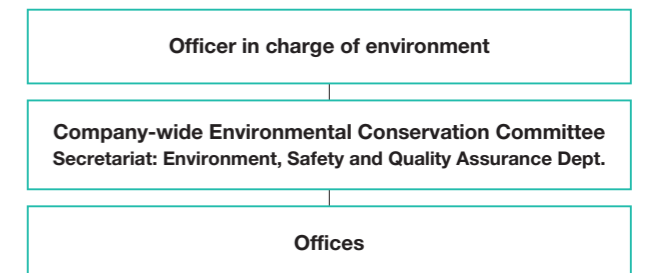 Officer in charge of environment
Company-wide Environmental Conservation Committee
Secretariat: Environment, Safety and Quality Assurance Dept.
Offices